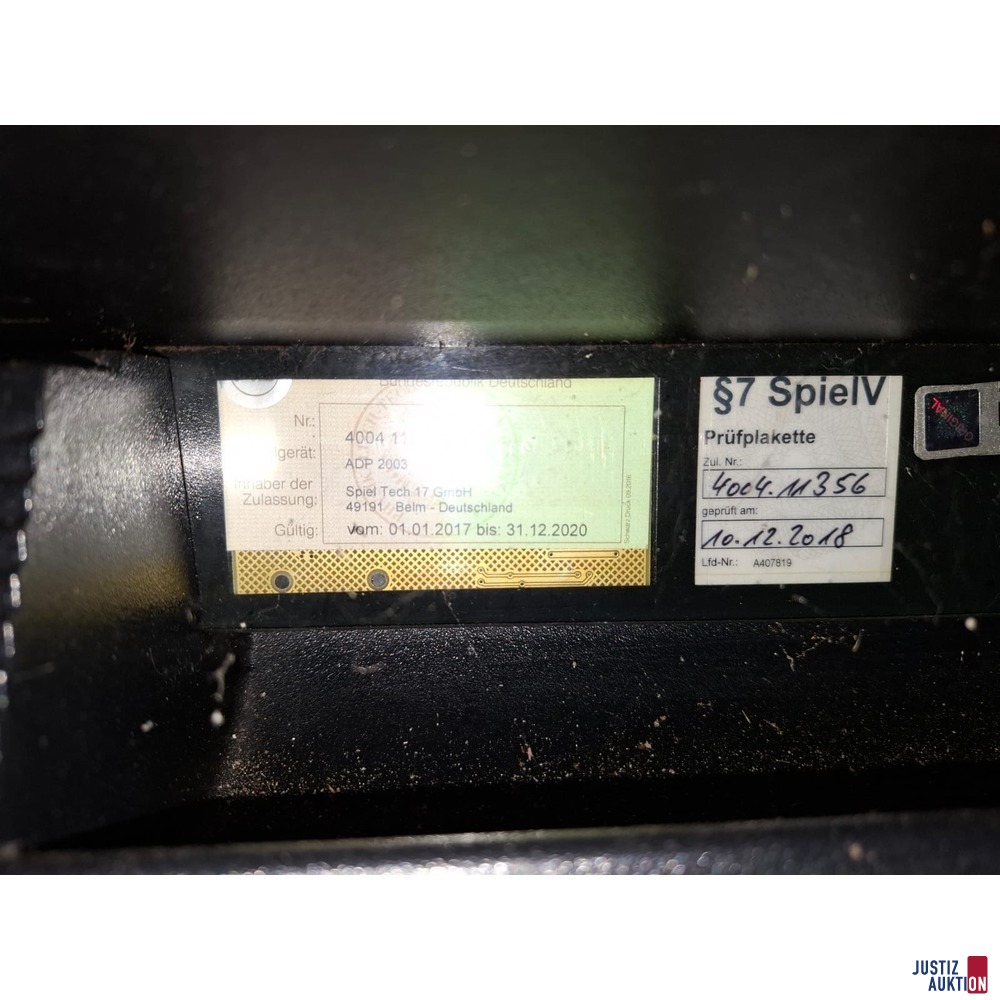 Bundesrepublik Deutschland
Nr.:
4004 11
gerät:
ADP 2003
Inhaber der
Zulassung:
Spiel Tech 17 GmbH
49191 Belm - Deutschland
Gültig:
vom: 01.01.2017 bis: 31.12.2020
§7 SpielV
Prüfplakette
Zul. Nr.:
4004.11356
geprüft am:
10.12.2018
Lfd-Nr.: A407819
ORIGINAL
JUSTIZ
AUKTION